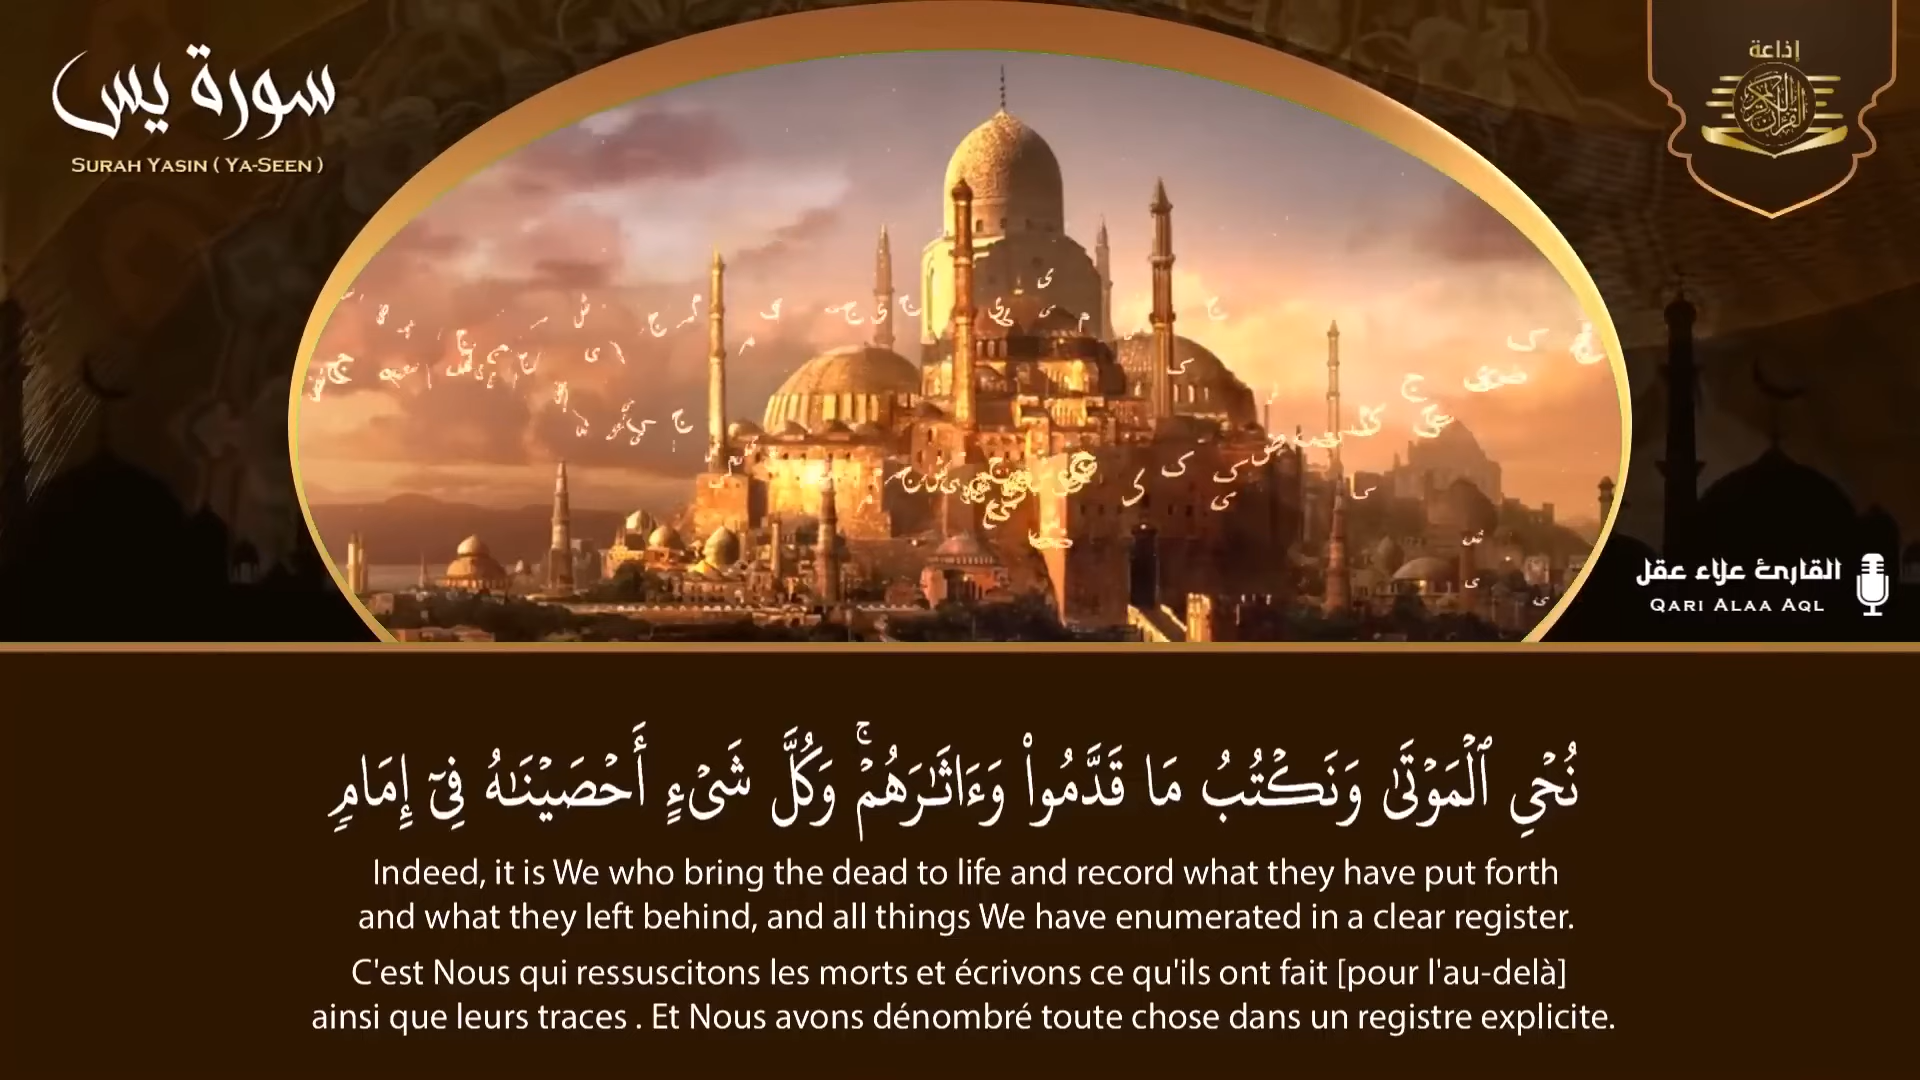 سورة يس
SURAH YASIN ( YA-SEEN )
إذاعة
القرآن الكريم
القارئ علاء عقل
QARI ALAA AQL
نُحْيِ ٱلْمَوْتَىٰ وَنَكْتُبُ مَا قَدَّمُوا۟ وَءَاثَـٰرَهُمْ ۚ وَكُلَّ شَىْءٍ أَحْصَيْنَـٰهُ فِىٓ إِمَامٍ
Indeed, it is We who bring the dead to life and record what they have put forth
and what they left behind, and all things We have enumerated in a clear register.
C'est Nous qui ressuscitons les morts et écrivons ce qu'ils ont fait [pour l'au-delà]
ainsi que leurs traces . Et Nous avons dénombré toute chose dans un registre explicite.